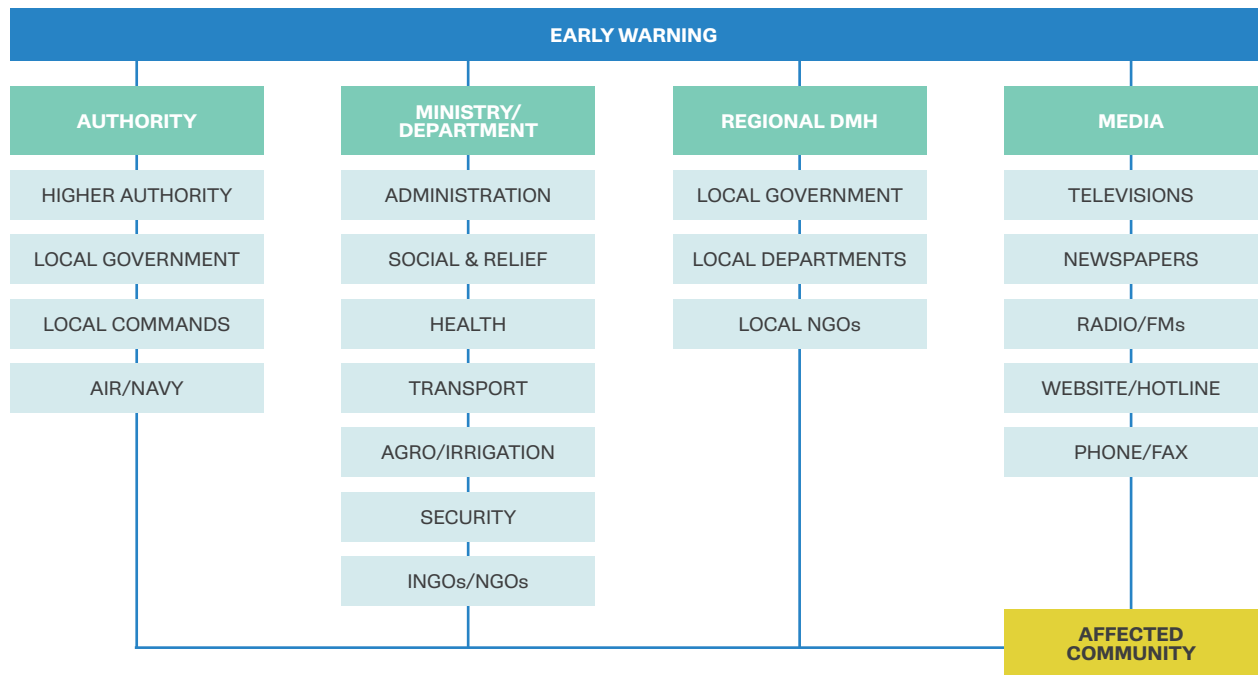 EARLY WARNING
AUTHORITY
HIGHER AUTHORITY
LOCAL GOVERNMENT
LOCAL COMMANDS
AIR/NAVY
MINISTRY/
DEPARTMENT
ADMINISTRATION
SOCIAL & RELIEF
HEALTH
TRANSPORT
AGRO/IRRIGATION
SECURITY
INGOs/NGOs
REGIONAL DMH
LOCAL GOVERNMENT
LOCAL DEPARTMENTS
LOCAL NGOs
MEDIA
TELEVISIONS
NEWSPAPERS
RADIO/FMs
WEBSITE/HOTLINE
PHONE/FAX
AFFECTED
COMMUNITY